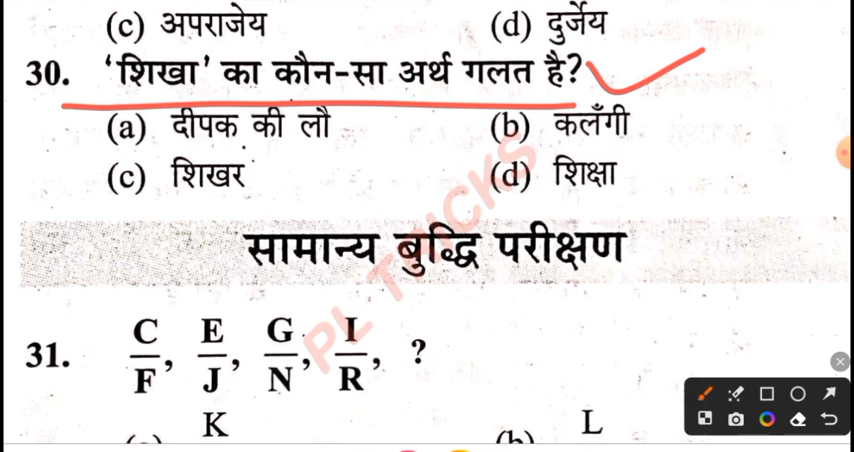 (c) अपराजेय (d) दुर्जेय
30. ‘शिखा’ का कौन-सा अर्थ गलत है?
(a) दीपक की लौ (b) कलँगी
(c) शिखर (d) शिक्षा
PL TRICKS
सामान्य बुद्धि परीक्षण
31. C/F, E/J, G/N, I/R, ?
K L